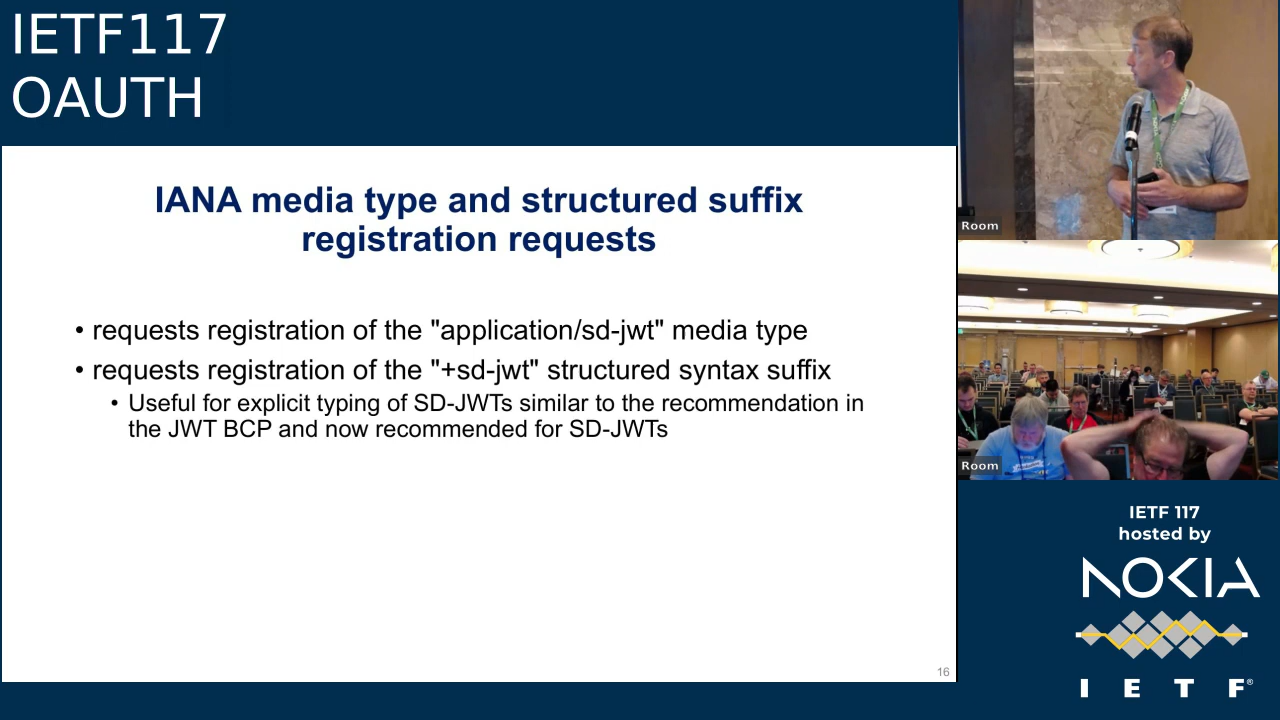 IETF117
OAUTH
IANA media type and structured suffix
registration requests
• requests registration of the "application/sd-jwt" media type
• requests registration of the "+sd-jwt" structured syntax suffix
• Useful for explicit typing of SD-JWTs similar to the recommendation in
the JWT BCP and now recommended for SD-JWTs
16
Room
Room
IETF 117
hosted by
NOKIA
I E T F®